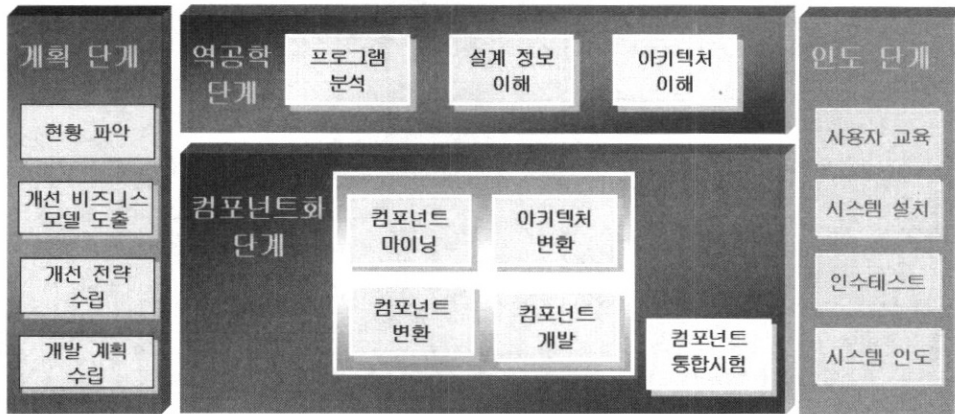 계획 단계
현황 파악
개선 비즈니스
모델 도출
개선 전략
수립
개발 계획
수립
역공학
단계
프로그램
분석
설계 정보
이해
아키텍처
이해
컴포넌트화
단계
컴포넌트
마이닝
아키텍처
변환
컴포넌트
변환
컴포넌트
개발
컴포넌트
통합시험
인도 단계
사용자 교육
시스템 설치
인수테스트
시스템 인도